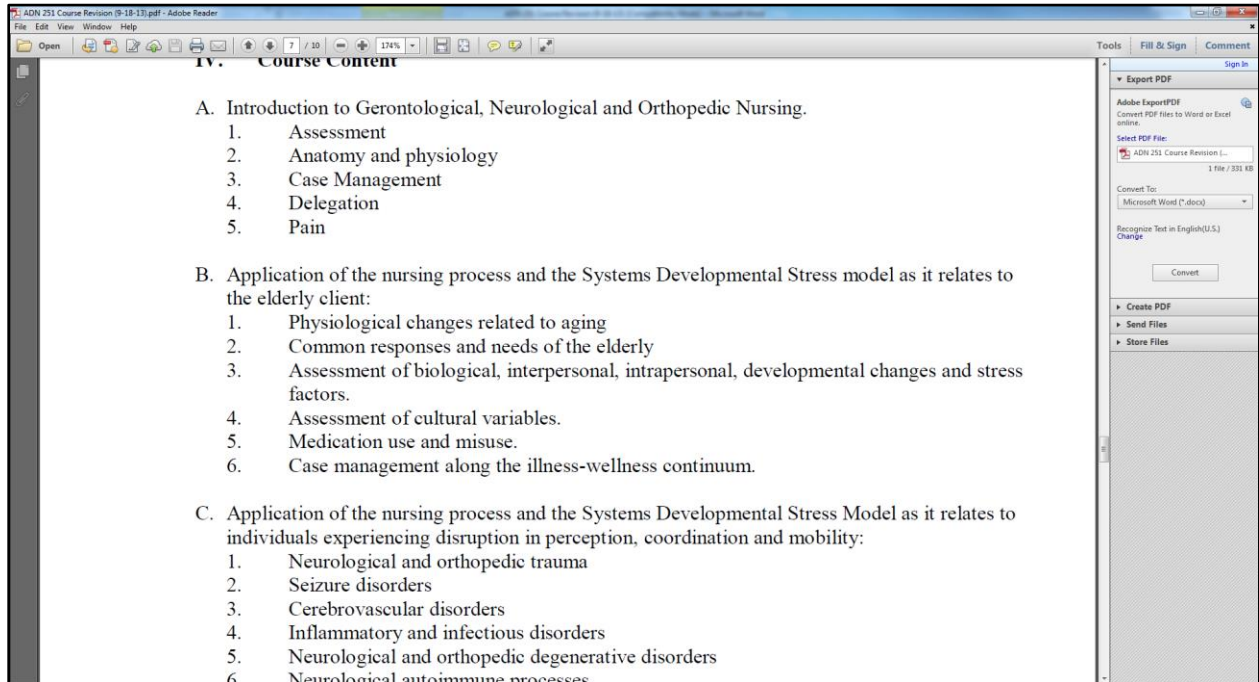 ADN 251 Course Revision (9-18-13).pdf - Adobe Reader
File Edit View Window Help
Open 7 / 10 174% Tools Fill & Sign Comment
Sign In
IV. Course Content
A. Introduction to Gerontological, Neurological and Orthopedic Nursing.
1. Assessment
2. Anatomy and physiology
3. Case Management
4. Delegation
5. Pain
B. Application of the nursing process and the Systems Developmental Stress model as it relates to
the elderly client:
1. Physiological changes related to aging
2. Common responses and needs of the elderly
3. Assessment of biological, interpersonal, intrapersonal, developmental changes and stress
factors.
4. Assessment of cultural variables.
5. Medication use and misuse.
6. Case management along the illness-wellness continuum.
C. Application of the nursing process and the Systems Developmental Stress Model as it relates to
individuals experiencing disruption in perception, coordination and mobility:
1. Neurological and orthopedic trauma
2. Seizure disorders
3. Cerebrovascular disorders
4. Inflammatory and infectious disorders
5. Neurological and orthopedic degenerative disorders
6. Neurological autoimmune processes
Export PDF
Adobe ExportPDF
Convert PDF files to Word or Excel
online.
Select PDF File:
ADN 251 Course Revision (...
1 file / 331 KB
Convert To:
Microsoft Word (*.docx)
Recognize Text in English(U.S.)
Change
Convert
Create PDF
Send Files
Store Files